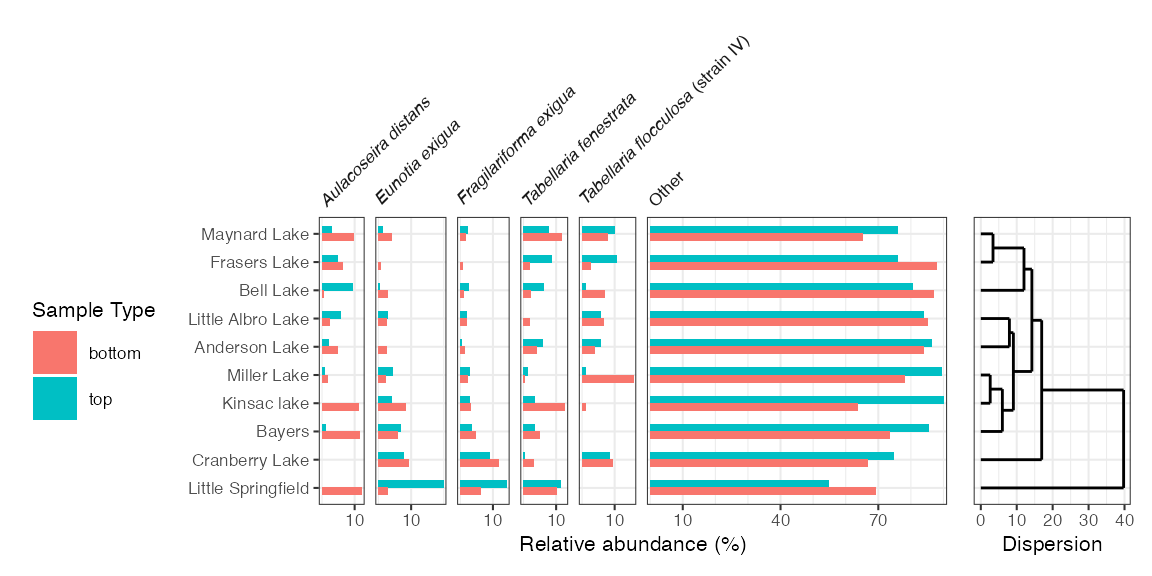 Aulacoseira distans
Eunotia exigua
Fragilariforma exigua
Tabellaria fenestrata
Tabellaria flocculosa (strain IV)
Other
Maynard Lake
Frasers Lake
Bell Lake
Little Albro Lake
Anderson Lake
Miller Lake
Kinsac lake
Bayers
Cranberry Lake
Little Springfield
Sample Type
bottom
top
10 10 10 10 10 10 40 70 0 10 20 30 40
Relative abundance (%) Dispersion